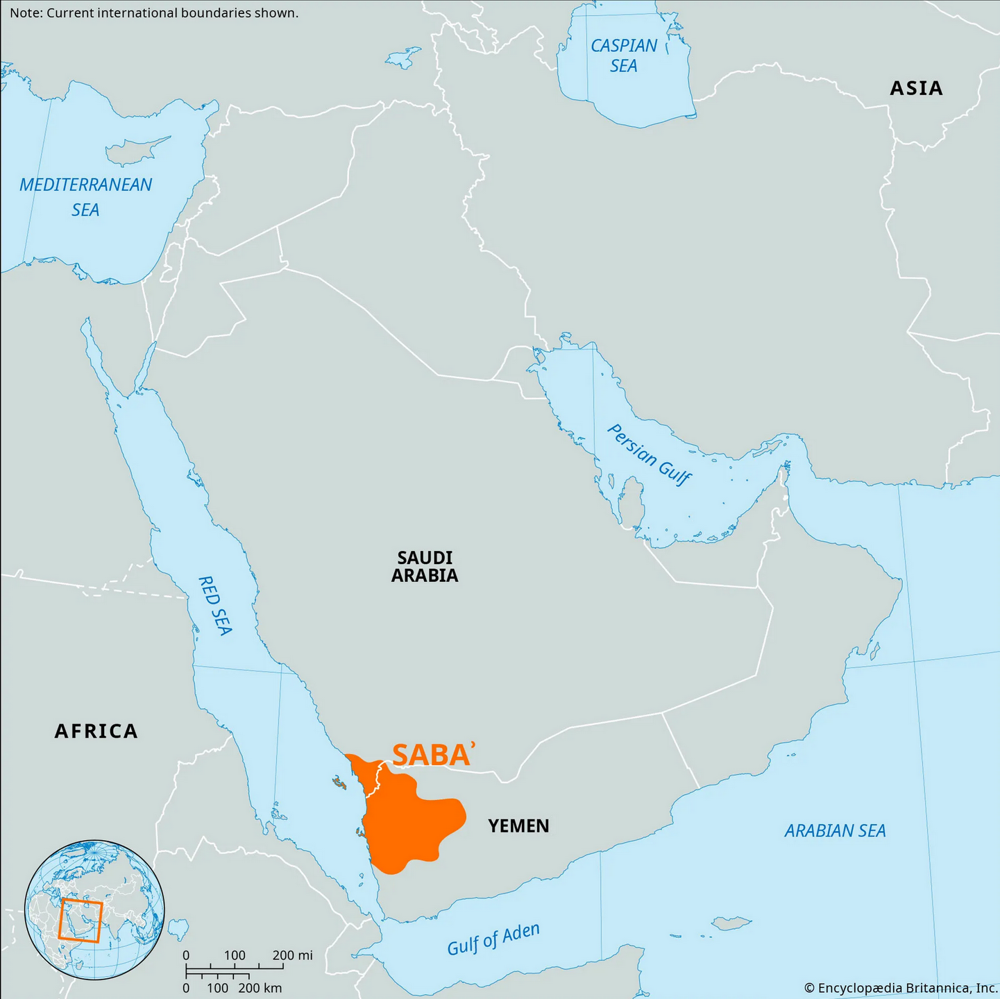 Note: Current international boundaries shown.
CASPIAN
SEA
ASIA
MEDITERRANEAN
SEA
Persian Gulf
SAUDI
ARABIA
RED SEA
AFRICA
SABAʾ
YEMEN
ARABIAN SEA
Gulf of Aden
0 100 200 mi
0 100 200 km
© Encyclopædia Britannica, Inc.